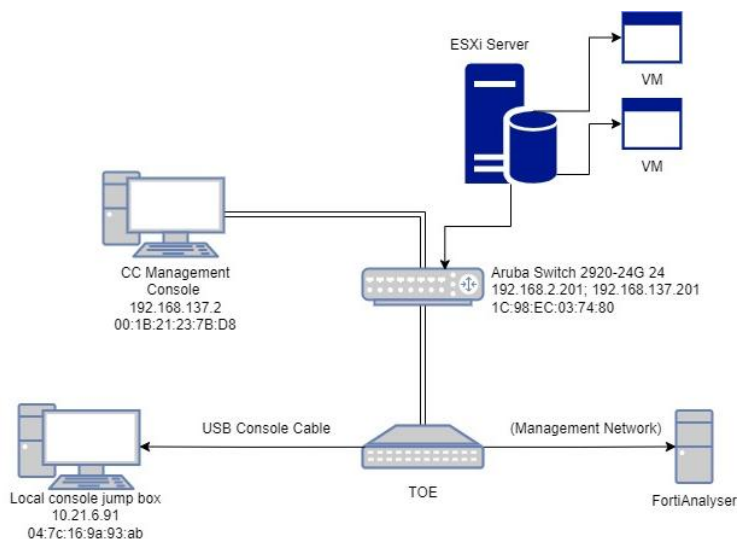 ESXi Server
VM
VM
CC Management
Console
192.168.137.2
00:1B:21:23:7B:D8
Aruba Switch 2920-24G 24
192.168.2.201; 192.168.137.201
1C:98:EC:03:74:80
USB Console Cable
(Management Network)
TOE
FortiAnalyser
Local console jump box
10.21.6.91
04:7c:16:9a:93:ab